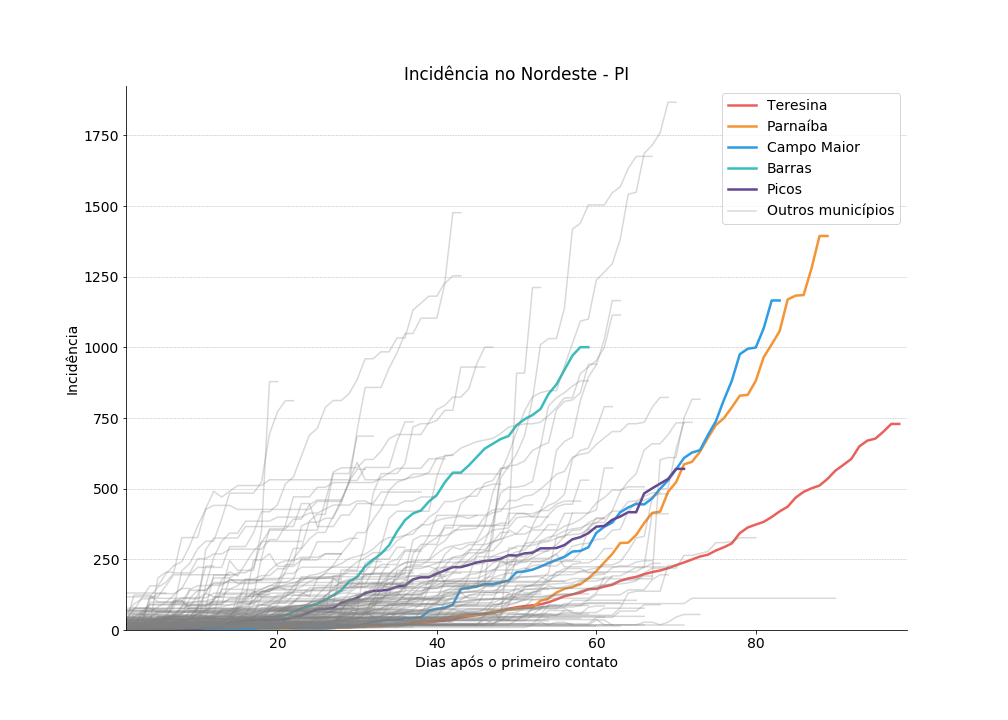 Incidência no Nordeste - PI
Teresina
Parnaíba
Campo Maior
Barras
Picos
Outros municípios
1750
1500
1250
1000
750
500
250
0
Incidência
20
40
60
80
Dias após o primeiro contato